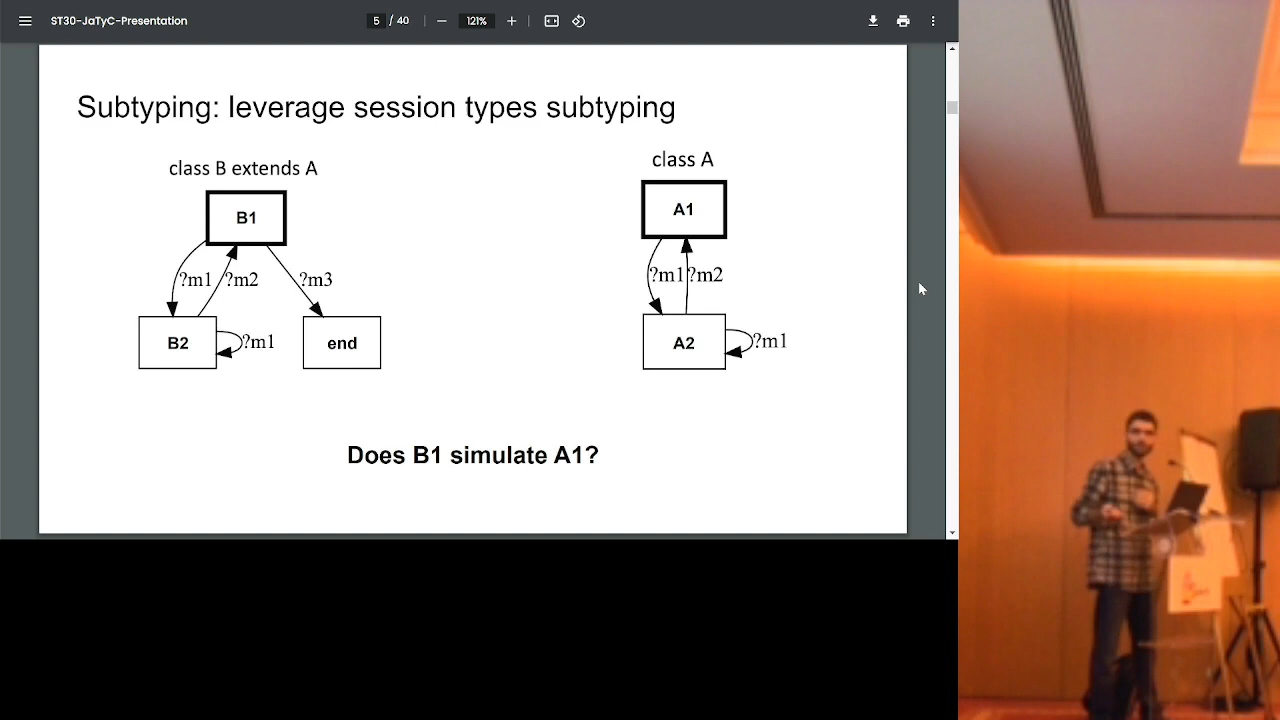 ST30-JaTyC-Presentation
5 / 40
121%
Subtyping: leverage session types subtyping
class B extends A
class A
B1
A1
?m1
?m2
?m3
?m1
?m2
B2
?m1
end
A2
?m1
Does B1 simulate A1?